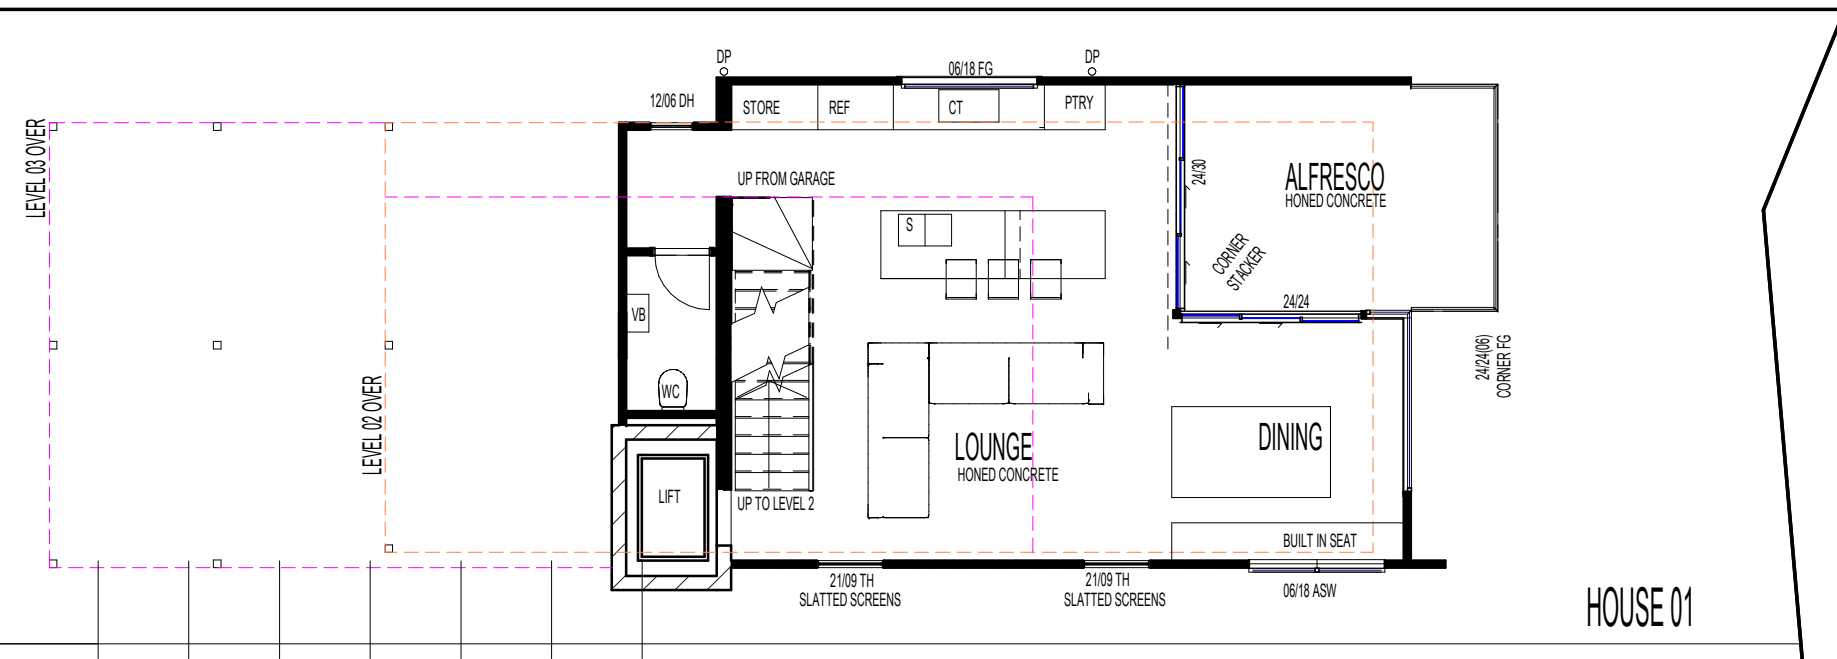 DP
DP
06/18 FG
12/06 DH
STORE
REF
CT
PTRY
LEVEL 03 OVER
UP FROM GARAGE
24/30
ALFRESCO
HONED CONCRETE
S
CORNER
STACKER
24/24
VB
24/24(06)
CORNER FG
WC
LEVEL 02 OVER
LOUNGE
HONED CONCRETE
DINING
LIFT
UP TO LEVEL 2
BUILT IN SEAT
21/09 TH
SLATTED SCREENS
21/09 TH
SLATTED SCREENS
06/18 ASW
HOUSE 01